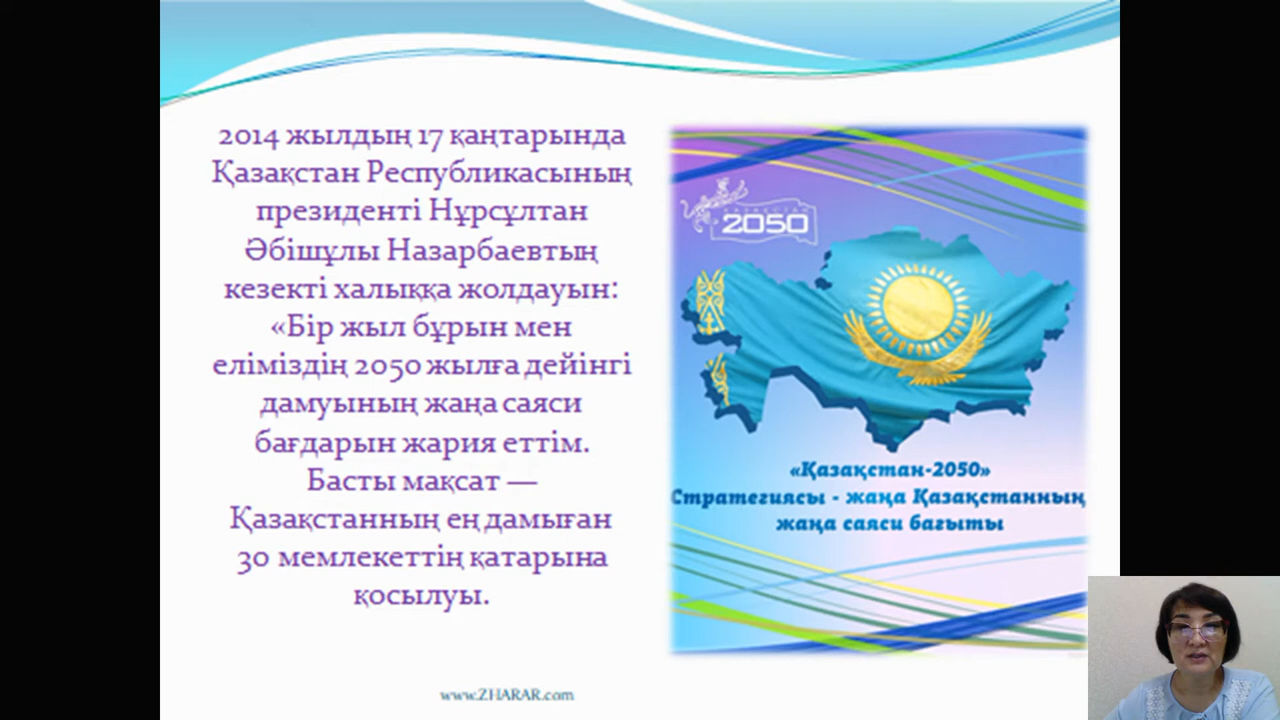 2014 жылдың 17 қаңтарында
Қазақстан Республикасының
президенті Нұрсұлтан
Әбішұлы Назарбаевтың
кезекті халыққа жолдауын:
«Бір жыл бұрын мен
еліміздің 2050 жылға дейінгі
дамуының жаңа саяси
бағдарын жария еттім.
Басты мақсат —
Қазақстанның ең дамыған
30 мемлекеттің қатарына
қосылуы.
ҚАЗАҚСТАН
2050
«Қазақстан-2050»
Стратегиясы - жаңа Қазақстанның
жаңа саяси бағыты
www.ZHARAR.com